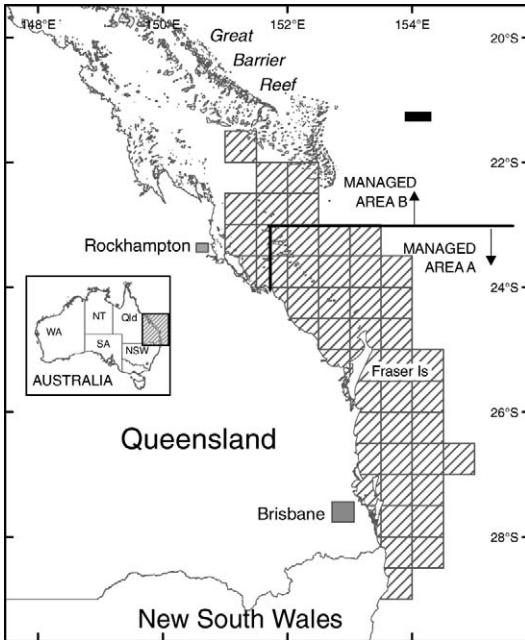 148°E 150°E 152°E 154°E
20°S
Great
Barrier
Reef
22°S
MANAGED
AREA B
Rockhampton
MANAGED
AREA A
24°S
WA
NT
Qld
SA
NSW
AUSTRALIA
Fraser Is
26°S
Queensland
Brisbane
28°S
New South Wales